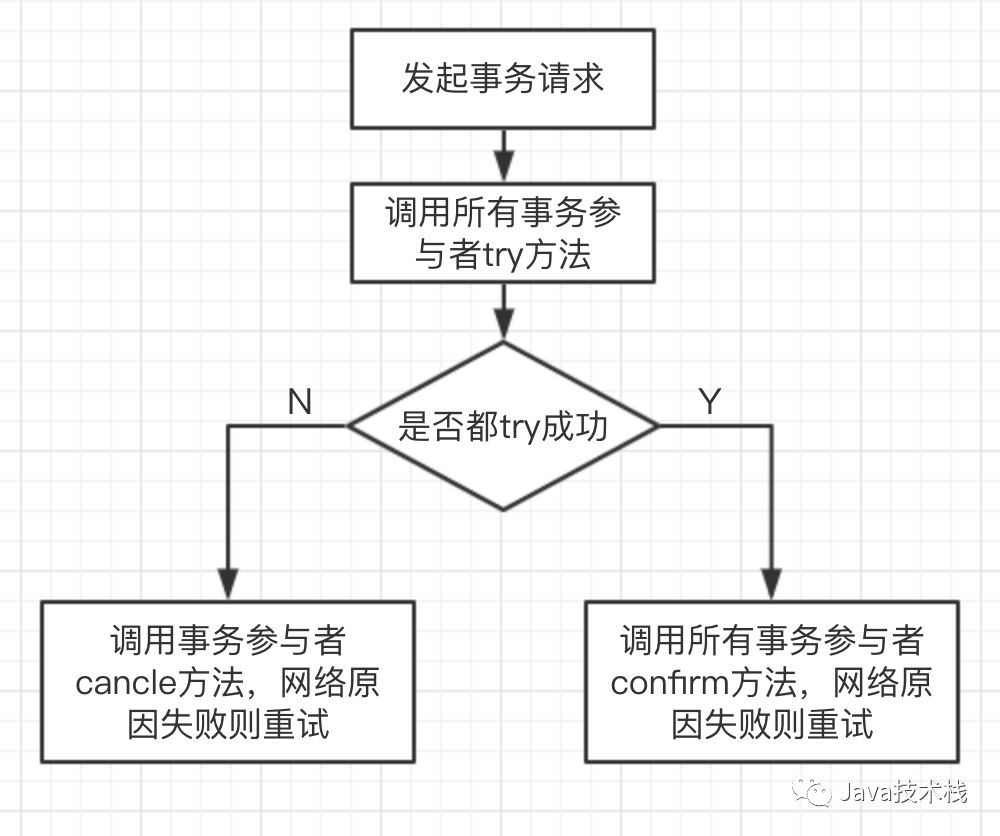 发起事务请求
调用所有事务参
与者try方法
是否都try成功
N
Y
调用事务参与者
cancle方法，网络原
因失败则重试
调用所有事务参与者
confirm方法，网络原
因失败则重试
Java技术栈